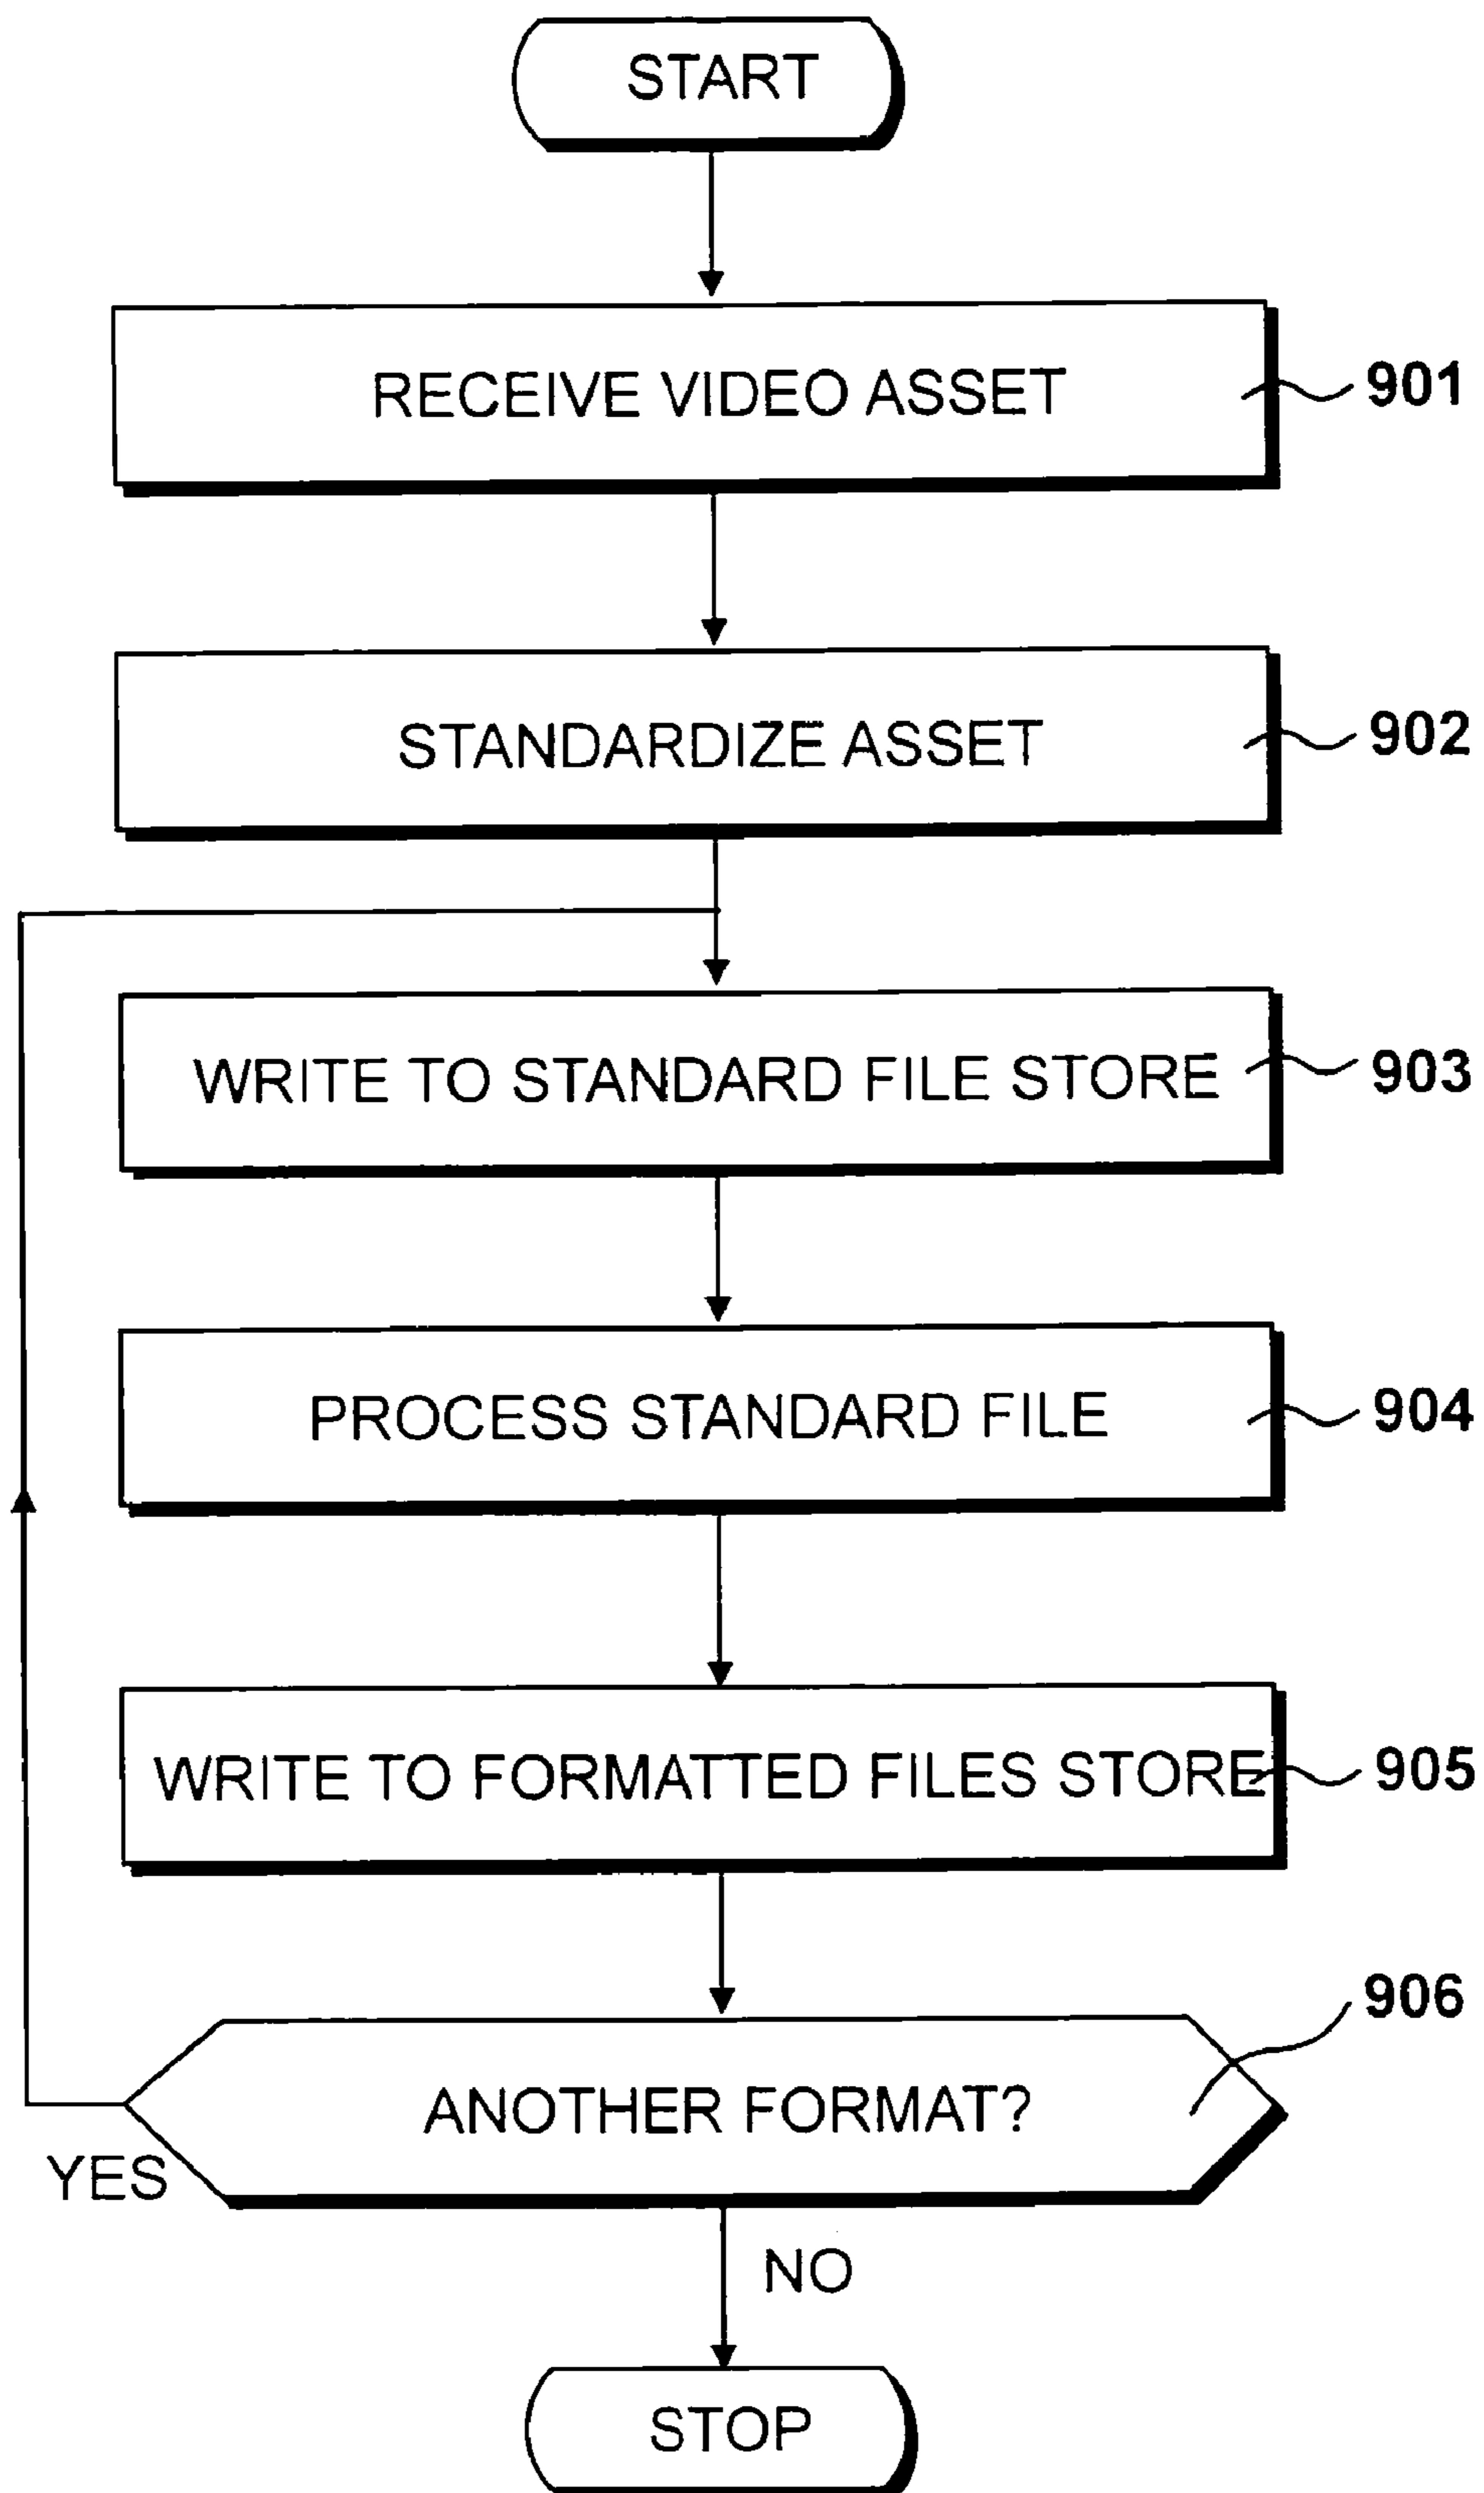 START
RECEIVE VIDEO ASSET
901
STANDARDIZE ASSET
902
WRITE TO STANDARD FILE STORE
903
PROCESS STANDARD FILE
904
WRITE TO FORMATTED FILES STORE
905
906
ANOTHER FORMAT?
YES
NO
STOP